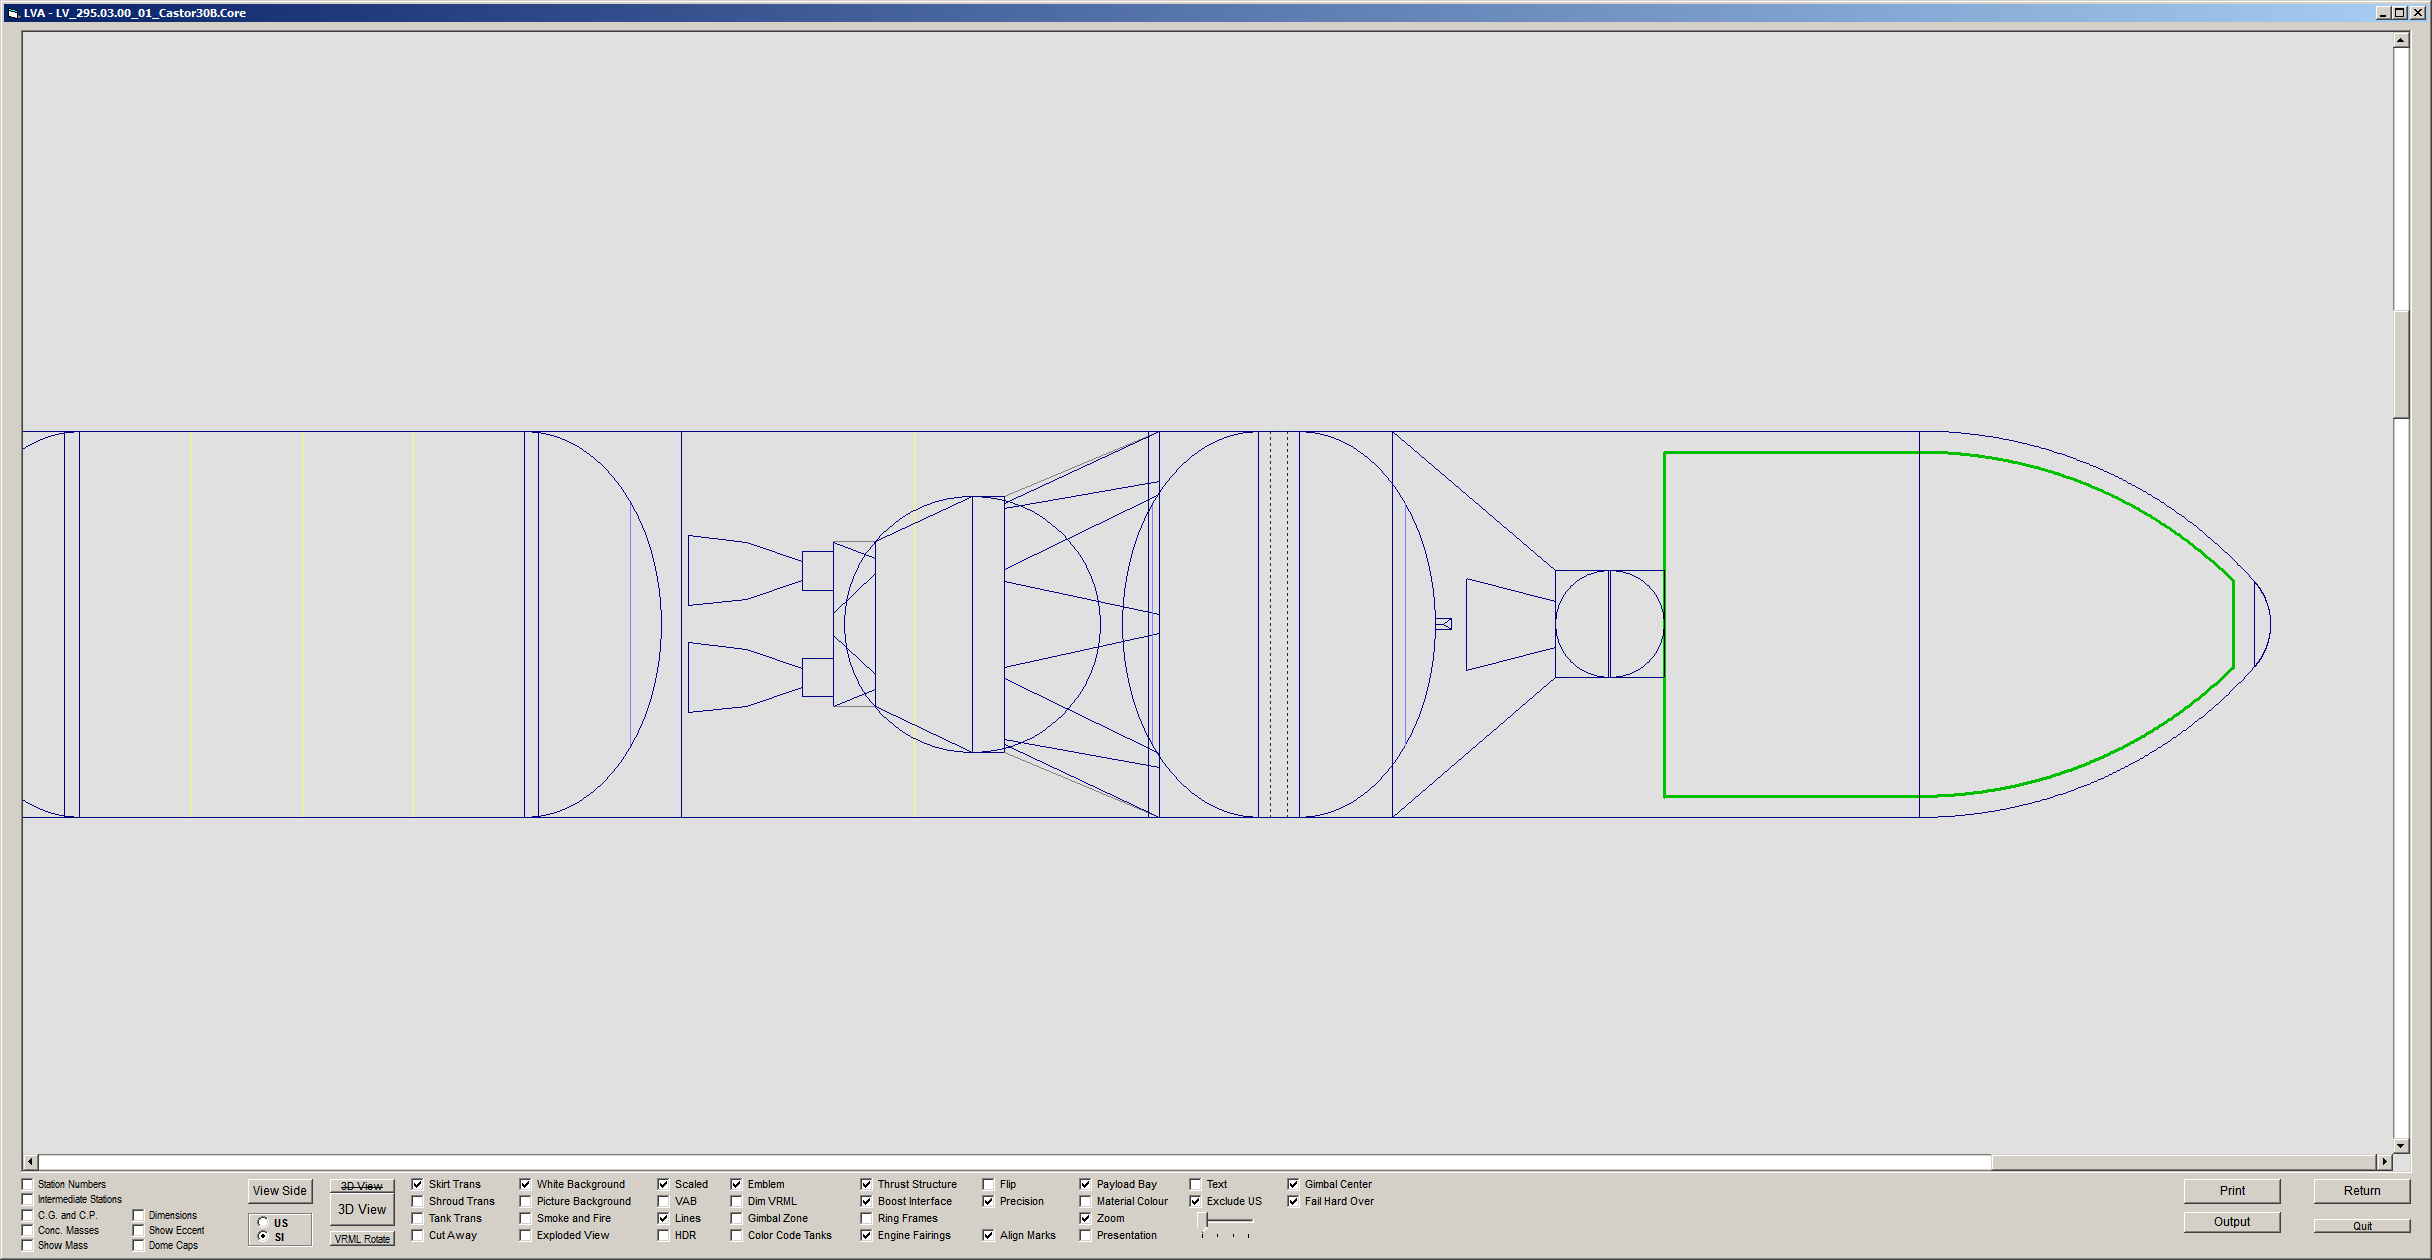 LVA - LV_295.03.00_01_Castor30B.Core
Station Numbers
Intermediate Stations
C.G. and C.P.
Conc. Masses
Show Mass
Dimensions
Show Eccent
Dome Caps
View Side
US
SI
3D View
3D View
VRML Rotate
Skirt Trans
Shroud Trans
Tank Trans
Cut Away
White Background
Picture Background
Smoke and Fire
Exploded View
Scaled
VAB
Lines
HDR
Emblem
Dim VRML
Gimbal Zone
Color Code Tanks
Thrust Structure
Boost Interface
Ring Frames
Engine Fairings
Flip
Precision
Align Marks
Payload Bay
Material Colour
Zoom
Presentation
Text
Exclude US
Gimbal Center
Fail Hard Over
Print
Output
Return
Quit